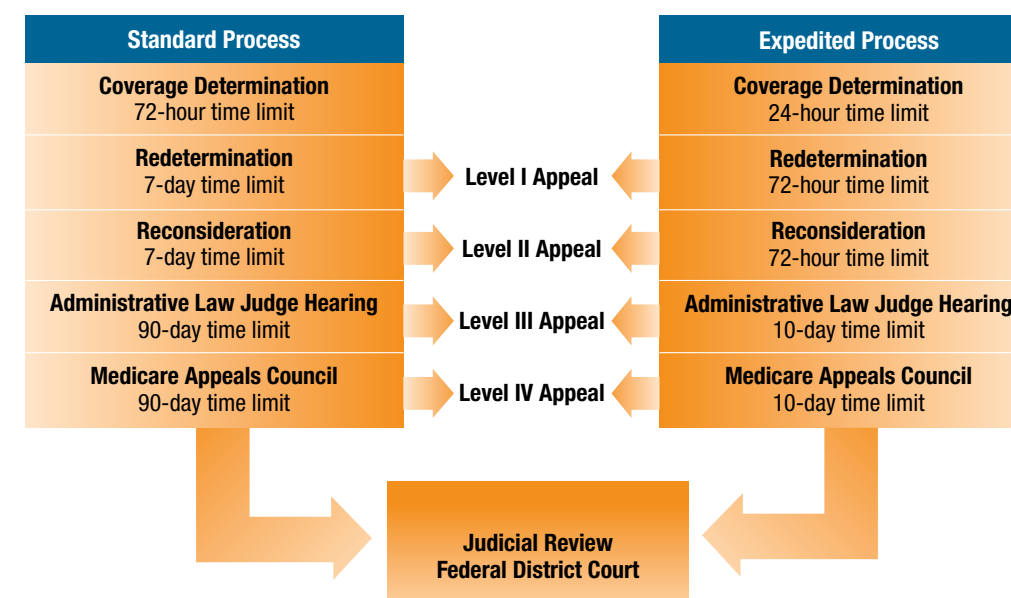 Standard Process
Coverage Determination
72-hour time limit
Redetermination
7-day time limit
Reconsideration
7-day time limit
Administrative Law Judge Hearing
90-day time limit
Medicare Appeals Council
90-day time limit
Level I Appeal
Level II Appeal
Level III Appeal
Level IV Appeal
Expedited Process
Coverage Determination
24-hour time limit
Redetermination
72-hour time limit
Reconsideration
72-hour time limit
Administrative Law Judge Hearing
10-day time limit
Medicare Appeals Council
10-day time limit
Judicial Review
Federal District Court